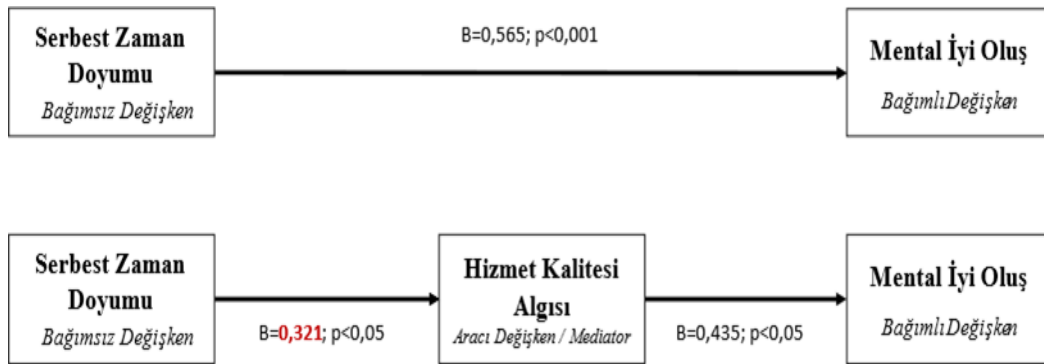 Serbest Zaman
Doyumu
Bağımsız Değişken
B=0,565; p<0,001
Mental İyi Oluş
Bağımlı Değişken
Serbest Zaman
Doyumu
Bağımsız Değişken
B=0,321; p<0,05
Hizmet Kalitesi
Algısı
Aracı Değişken / Mediator
B=0,435; p<0,05
Mental İyi Oluş
Bağımlı Değişken